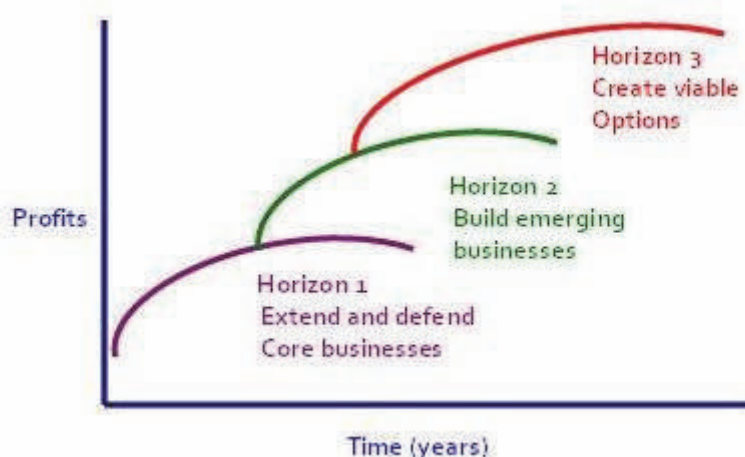 Horizon 3
Create viable
Options
Horizon 2
Build emerging
businesses
Profits
Horizon 1
Extend and defend
Core businesses
Time (years)